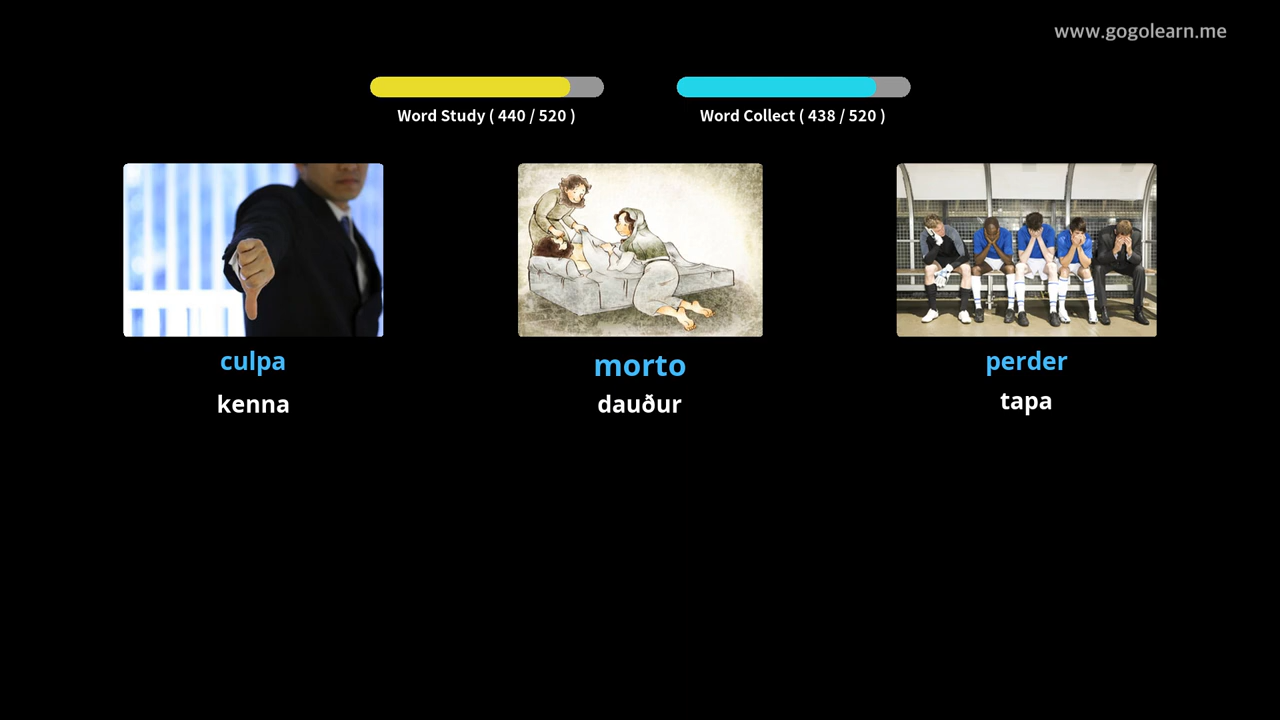 www.gogolearn.me
Word Study ( 440 / 520 )
Word Collect ( 438 / 520 )
culpa
morto
perder
kenna
dauður
tapa